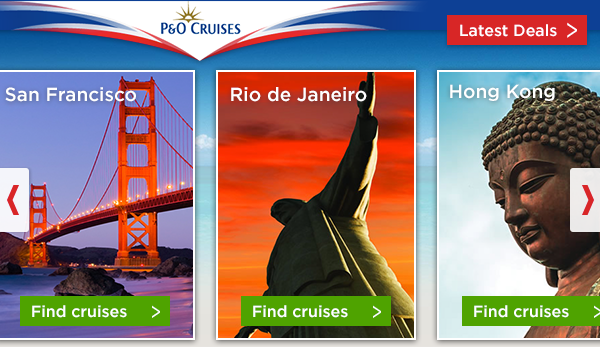 P&O CRUISES
Latest Deals >
San Francisco
Rio de Janeiro
Hong Kong
Find cruises >
Find cruises >
Find cruises >